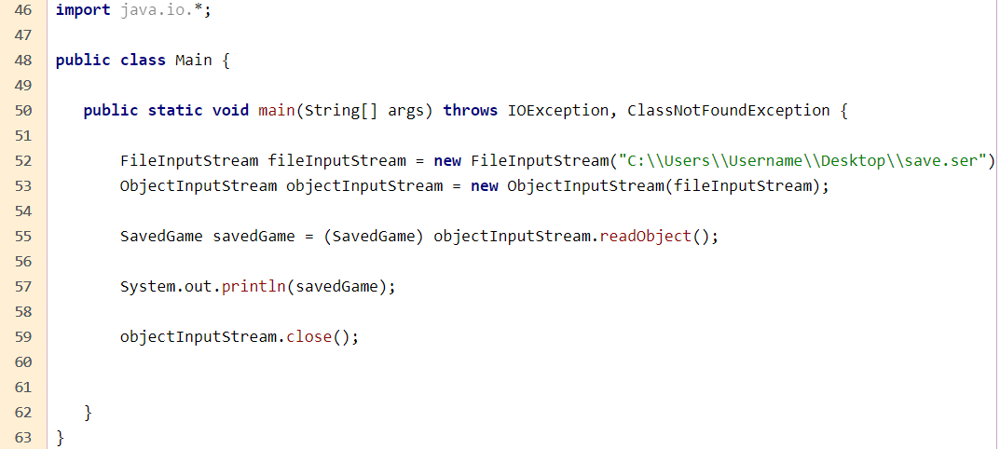 46 import java.io.*;
47
48 public class Main {
49
50 public static void main(String[] args) throws IOException, ClassNotFoundException {
51
52 FileInputStream fileInputStream = new FileInputStream("C:\\Users\\Username\\Desktop\\save.ser")
53 ObjectInputStream objectInputStream = new ObjectInputStream(fileInputStream);
54
55 SavedGame savedGame = (SavedGame) objectInputStream.readObject();
56
57 System.out.println(savedGame);
58
59 objectInputStream.close();
60
61
62 }
63 }